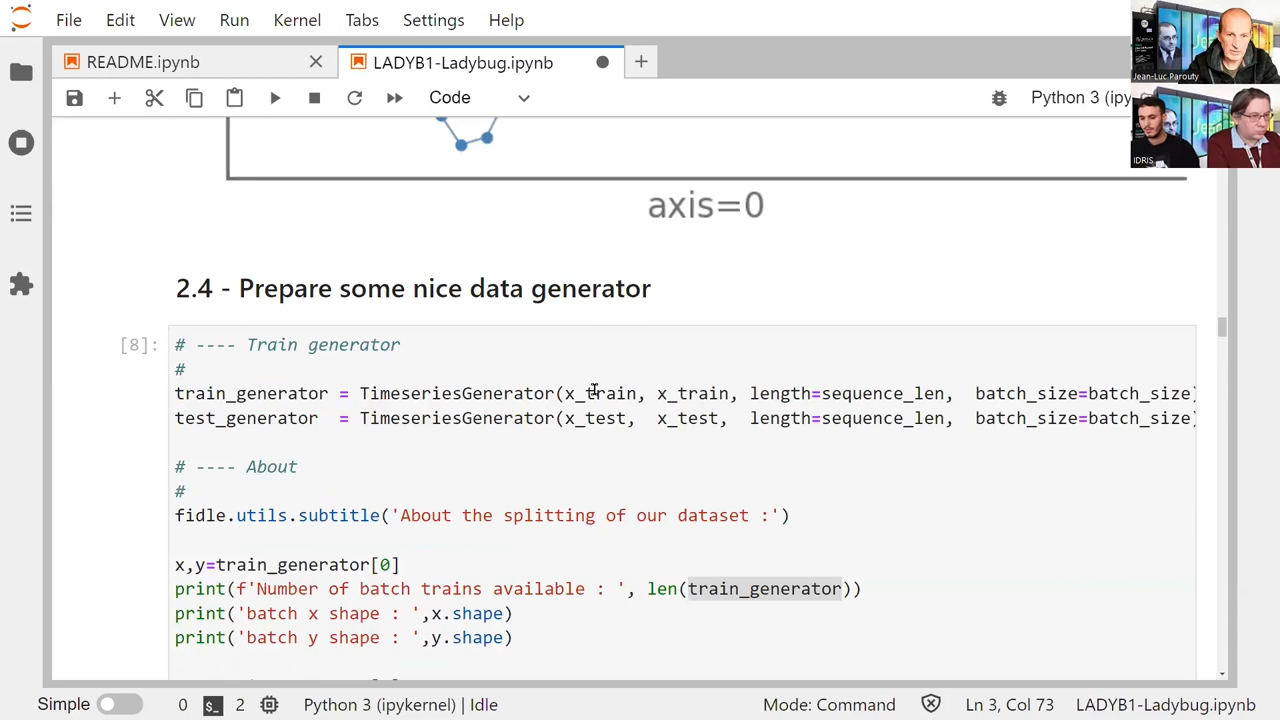 File Edit View Run Kernel Tabs Settings Help
README.ipynb
LADYB1-Ladybug.ipynb
Code
Python 3 (ipy
Jean-Luc Parouty
IDRIS
axis=0
2.4 - Prepare some nice data generator
[8]:
# ---- Train generator
#
train_generator = TimeseriesGenerator(x_train, x_train, length=sequence_len, batch_size=batch_size)
test_generator = TimeseriesGenerator(x_test, x_test, length=sequence_len, batch_size=batch_size)
# ---- About
#
fidle.utils.subtitle('About the splitting of our dataset :')
x,y=train_generator[0]
print(f'Number of batch trains available : ', len(train_generator))
print('batch x shape : ',x.shape)
print('batch y shape : ',y.shape)
Simple 0 $_ 2 Python 3 (ipykernel) | Idle Mode: Command Ln 3, Col 73 LADYB1-Ladybug.ipynb